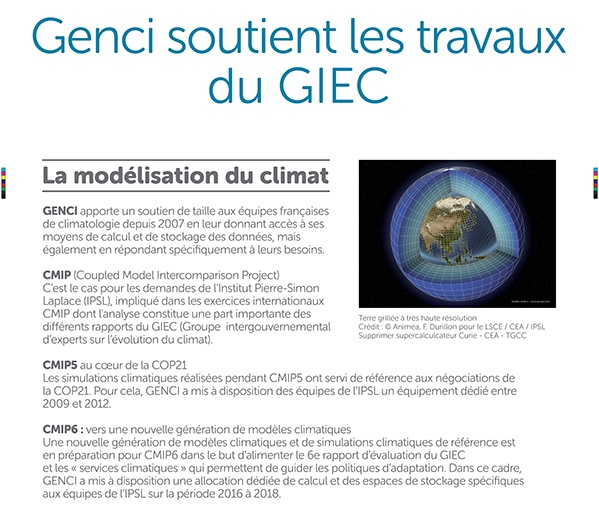 Genci soutient les travaux
du GIEC
La modélisation du climat
GENCI apporte un soutien de taille aux équipes françaises
de climatologie depuis 2007 en leur donnant accès à ses
moyens de calcul et de stockage des données, mais
également en répondant spécifiquement à leurs besoins.
CMIP (Coupled Model Intercomparison Project)
C'est le cas pour les demandes de l'Institut Pierre-Simon
Laplace (IPSL), impliqué dans les exercices internationaux
CMIP dont l'analyse constitue une part importante des
différents rapports du GIEC (Groupe intergouvernemental
d'experts sur l'évolution du climat).
Terre grillée à très haute résolution
Crédit : © Animea, F. Durillon pour le LSCE / CEA / IPSL
Supprimer supercalculcateur Curie - CEA - TGCC
CMIP5 au cœur de la COP21
Les simulations climatiques réalisées pendant CMIP5 ont servi de référence aux négociations de
la COP21. Pour cela, GENCI a mis à disposition des équipes de l'IPSL un équipement dédié entre
2009 et 2012.
CMIP6 : vers une nouvelle génération de modèles climatiques
Une nouvelle génération de modèles climatiques et de simulations climatiques de référence est
en préparation pour CMIP6 dans le but d'alimenter le 6e rapport d'évaluation du GIEC
et les « services climatiques » qui permettent de guider les politiques d'adaptation. Dans ce cadre,
GENCI a mis à disposition une allocation dédiée de calcul et des espaces de stockage spécifiques
aux équipes de l'IPSL sur la période 2016 à 2018.